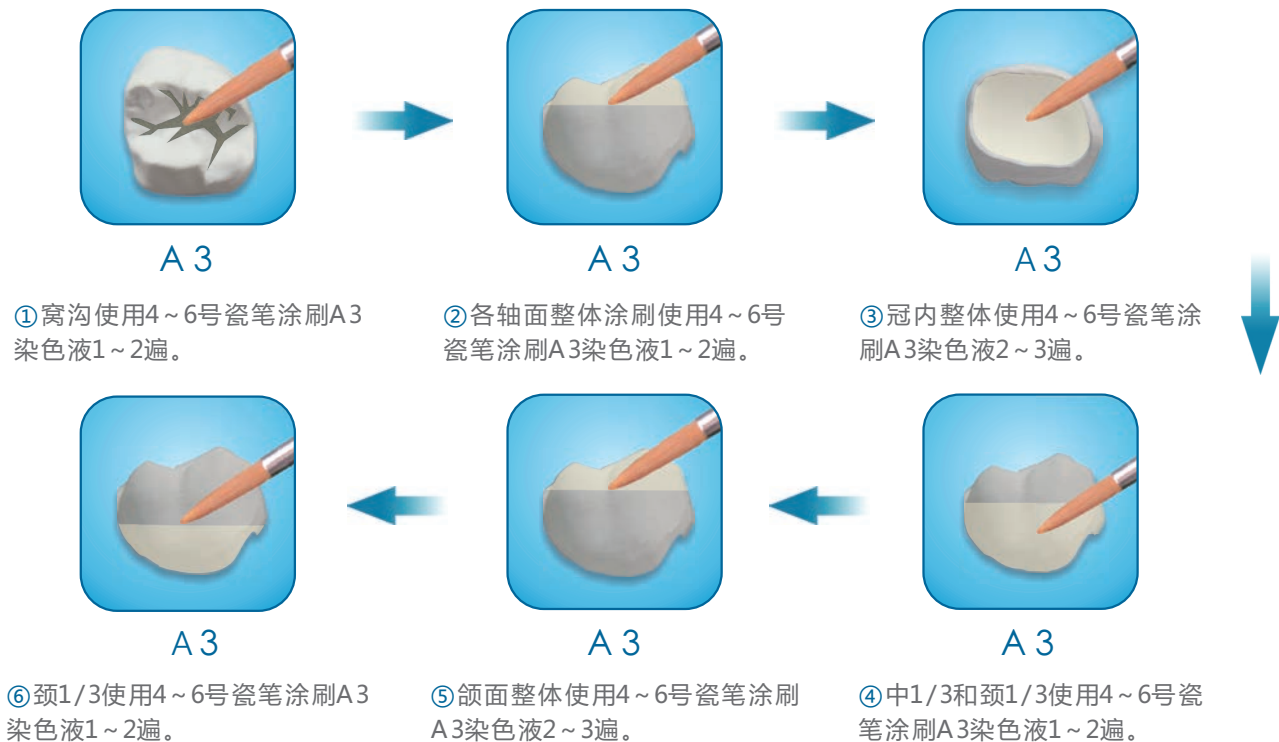 A 3
①窝沟使用4~6号瓷笔涂刷A3
染色液1~2遍。
A 3
②各轴面整体涂刷使用4~6号
瓷笔涂刷A3染色液1~2遍。
A 3
③冠内整体使用4~6号瓷笔涂
刷A3染色液2~3遍。
A 3
④中1/3和颈1/3使用4~6号瓷
笔涂刷A3染色液1~2遍。
A 3
⑤颌面整体使用4~6号瓷笔涂刷
A3染色液2~3遍。
A 3
⑥颈1/3使用4~6号瓷笔涂刷A3
染色液1~2遍。